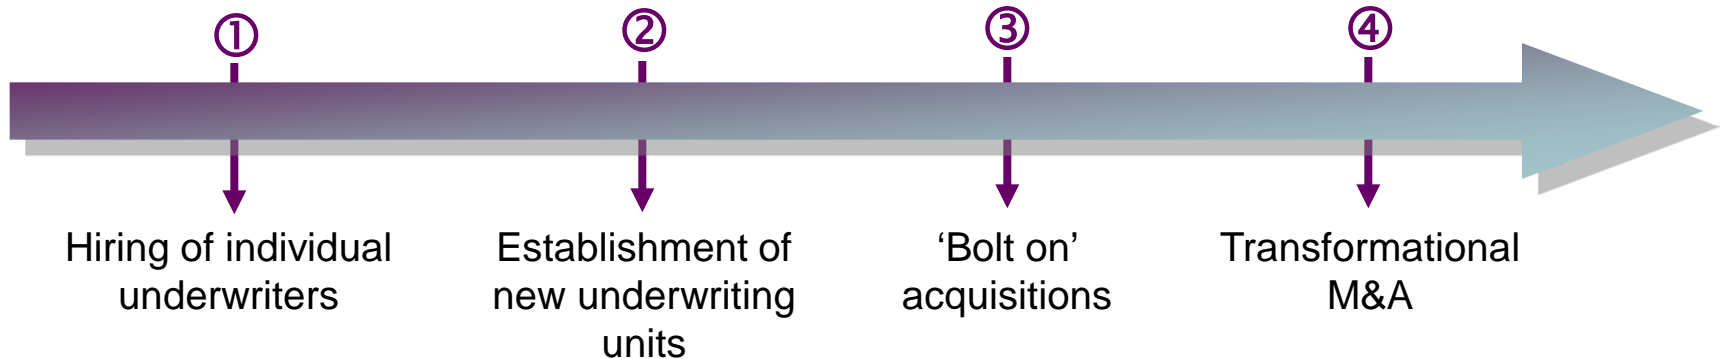 ①
②
③
④
Hiring of individual
underwriters
Establishment of
new underwriting
units
‘Bolt on’
acquisitions
Transformational
M&A